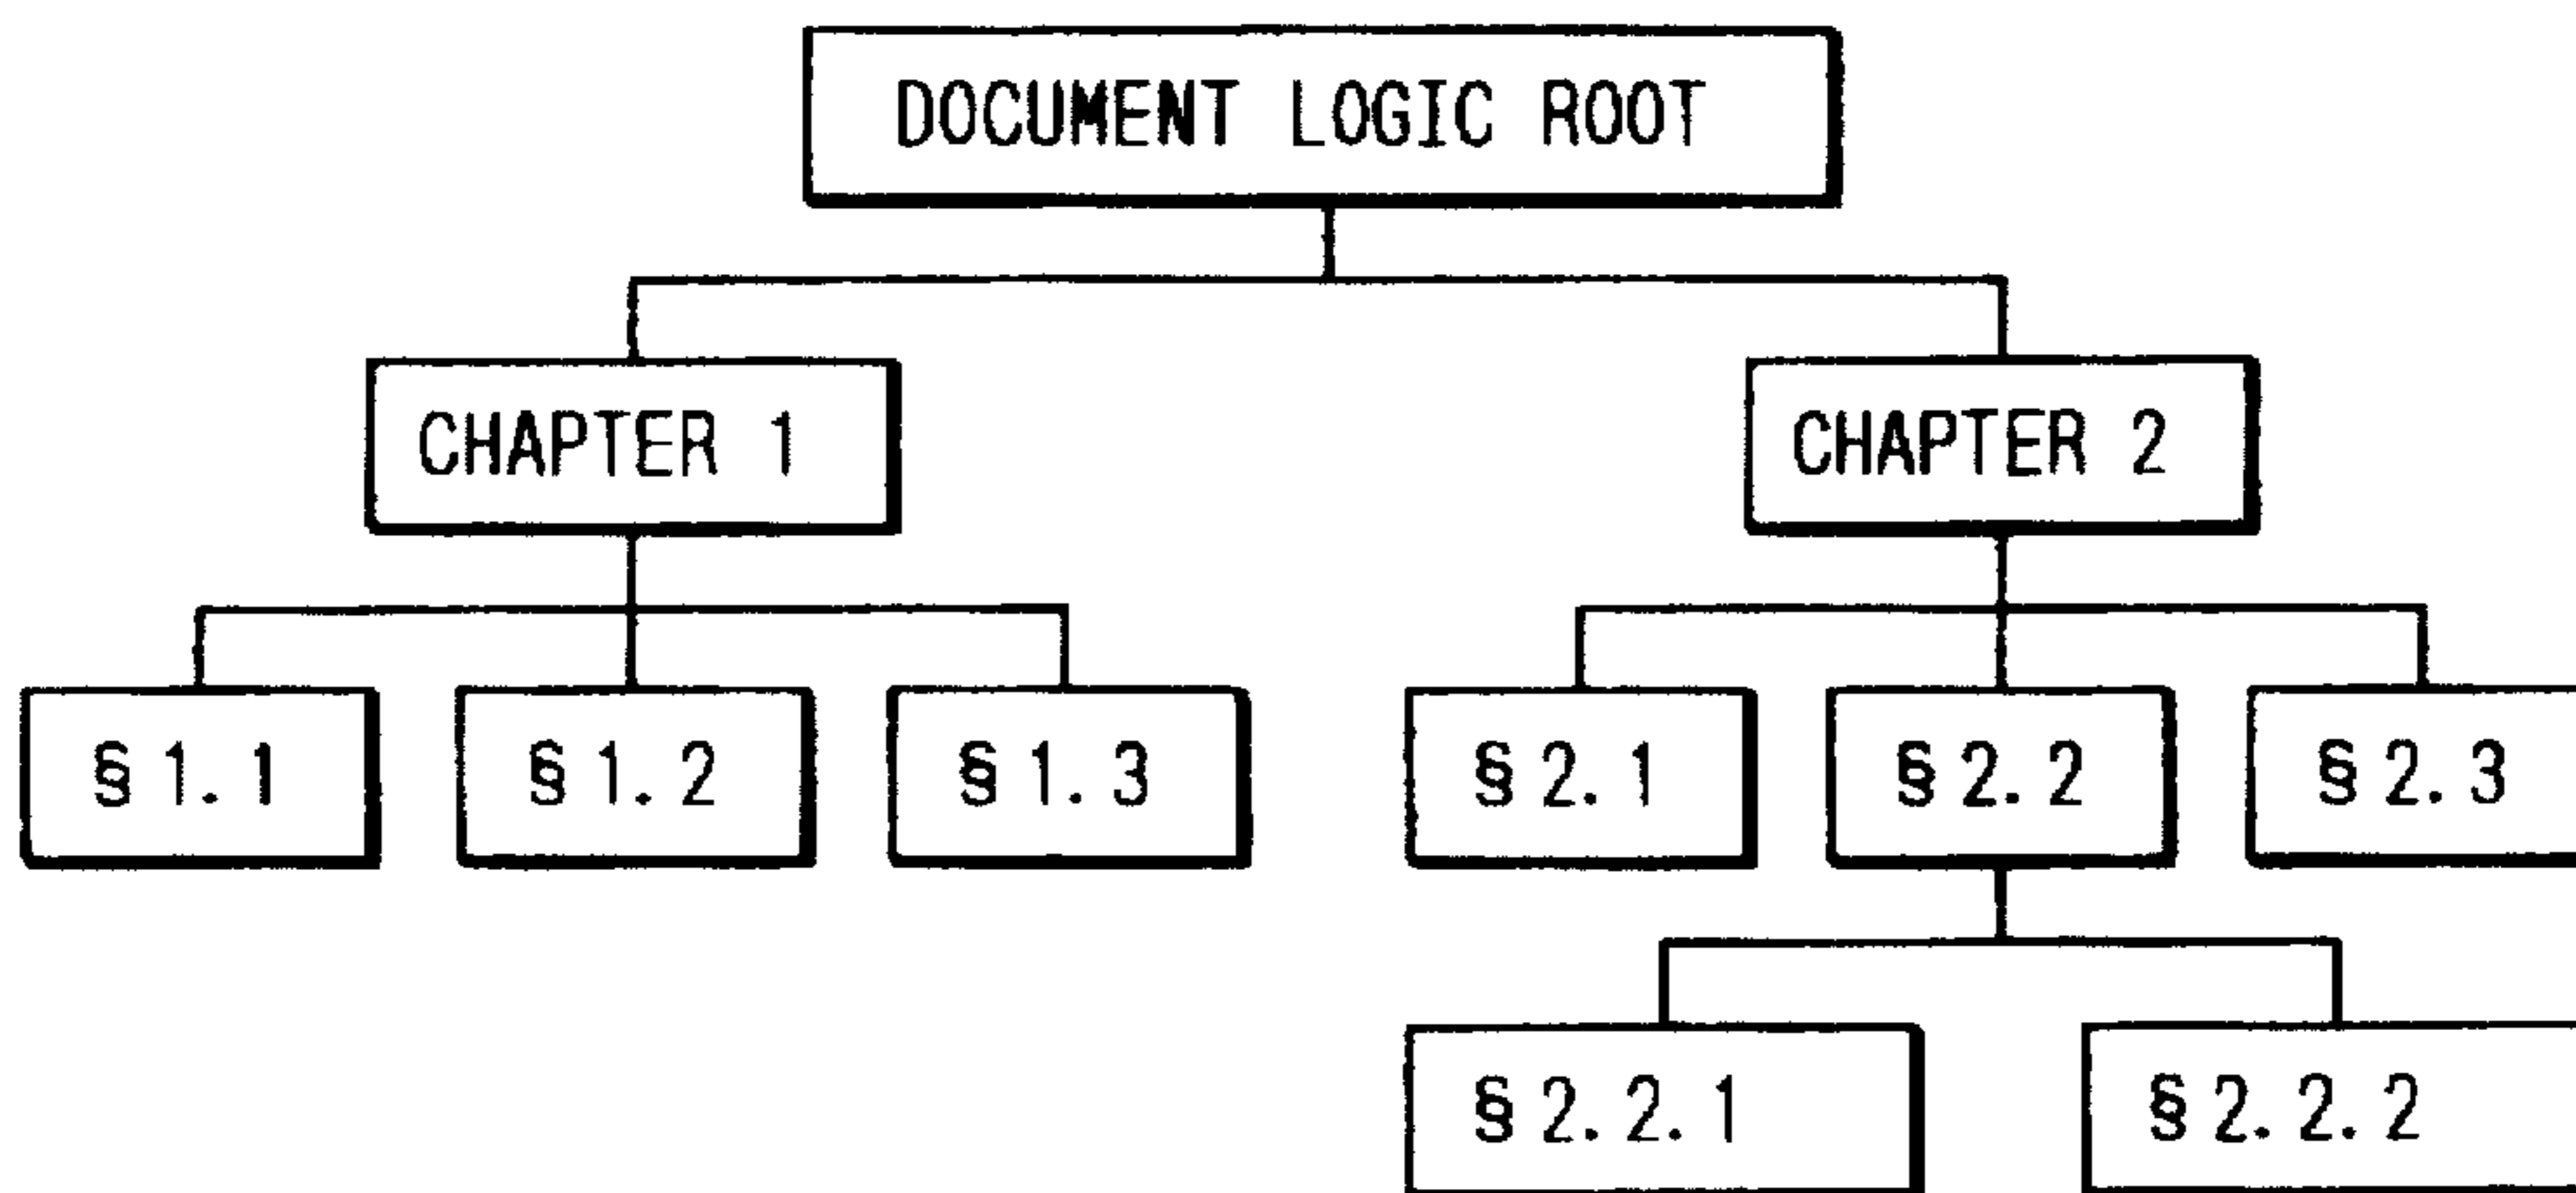 DOCUMENT LOGIC ROOT
CHAPTER 1
CHAPTER 2
§ 1.1
§ 1.2
§ 1.3
§ 2.1
§ 2.2
§ 2.3
§ 2.2.1
§ 2.2.2